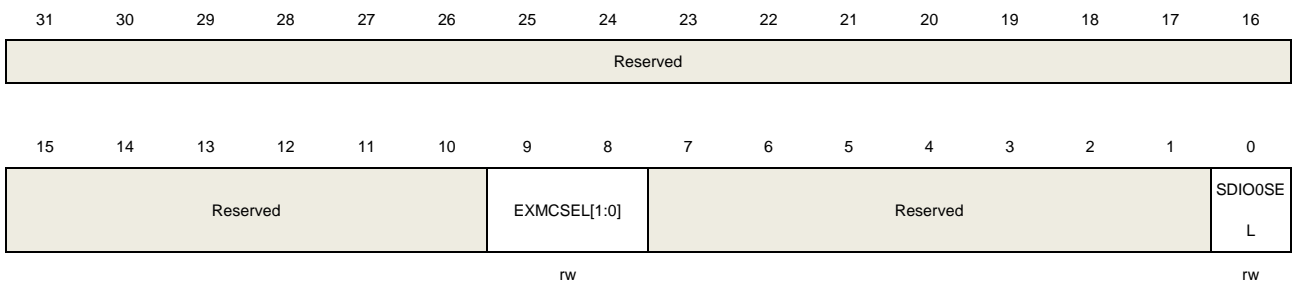 31 30 29 28 27 26 25 24 23 22 21 20 19 18 17 16
Reserved
15 14 13 12 11 10 9 8 7 6 5 4 3 2 1 0
Reserved EXMCSEL[1:0] Reserved SDIO0SE
L
rw rw